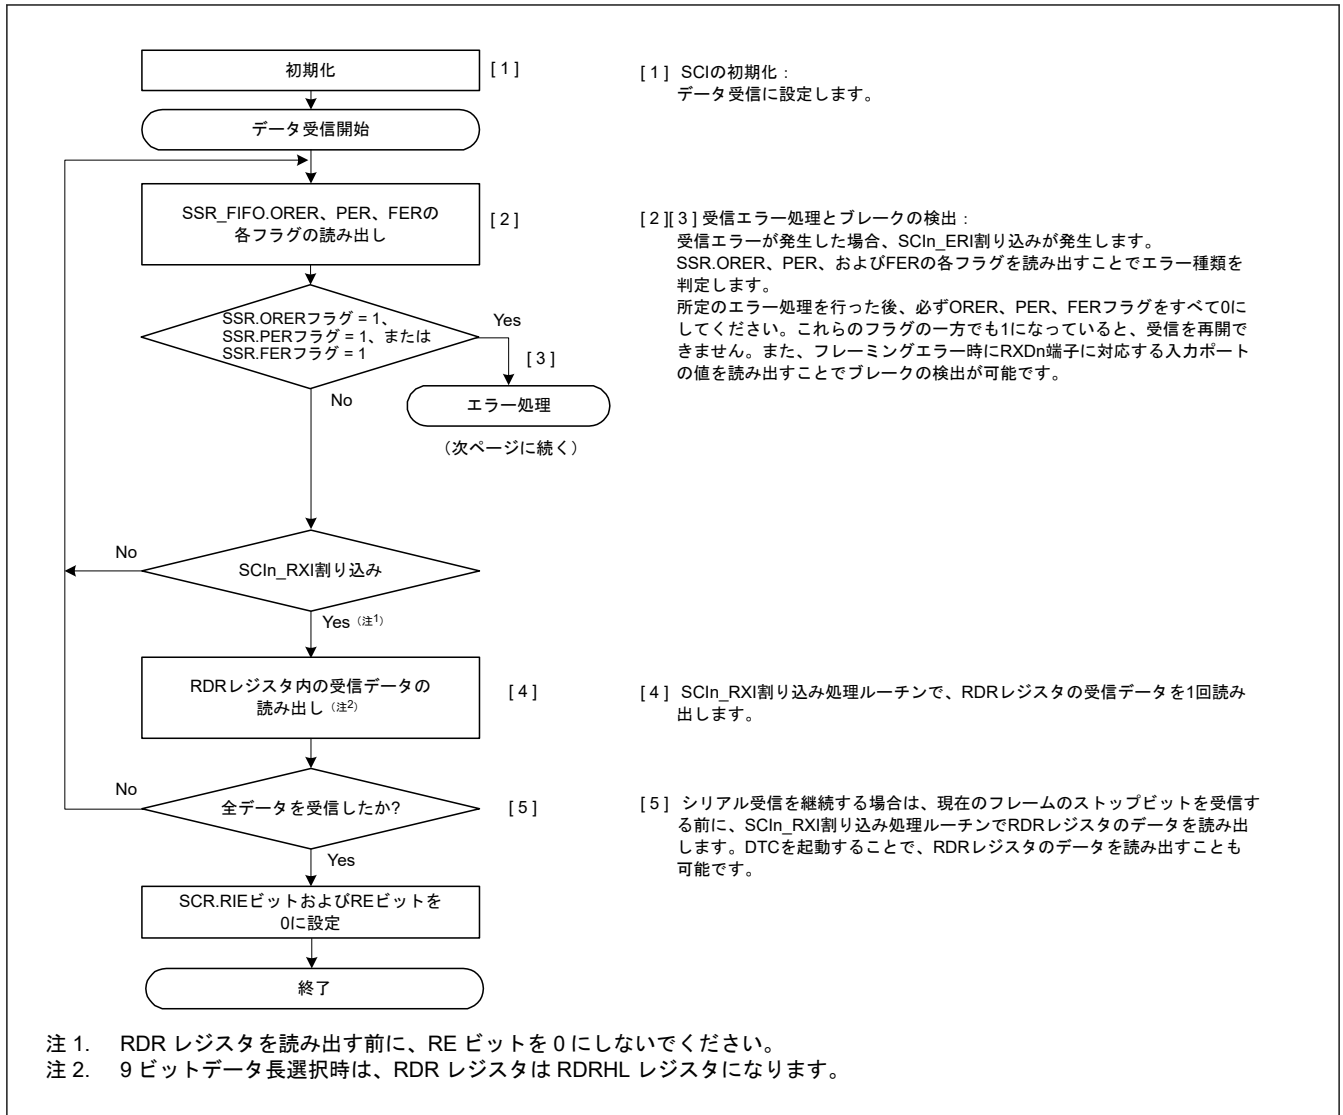 初期化
[ 1 ]
[ 1 ] SCIの初期化：
データ受信に設定します。
データ受信開始
SSR_FIFO.ORER、PER、FERの
各フラグの読み出し
[ 2 ]
[ 2 ][ 3 ] 受信エラー処理とブレークの検出：
受信エラーが発生した場合、SCIn_ERI割り込みが発生します。
SSR.ORER、PER、およびFERの各フラグを読み出すことでエラー種類を
判定します。
所定のエラー処理を行った後、必ずORER、PER、FERフラグをすべて0に
してください。これらのフラグの一方でも1になっていると、受信を再開で
きません。また、フレーミングエラー時にRXDn端子に対応する入力ポート
の値を読み出すことでブレークの検出が可能です。
SSR.ORERフラグ = 1、
SSR.PERフラグ = 1、または
SSR.FERフラグ = 1
Yes
[ 3 ]
No
エラー処理
（次ページに続く）
No
SCIn_RXI割り込み
Yes（注1）
RDRレジスタ内の受信データの
読み出し（注2）
[ 4 ]
[ 4 ] SCIn_RXI割り込み処理ルーチンで、RDRレジスタの受信データを1回読み
出します。
No
全データを受信したか?
[ 5 ]
[ 5 ] シリアル受信を継続する場合は、現在のフレームのストップビットを受信す
る前に、SCIn_RXI割り込み処理ルーチンでRDRレジスタのデータを読み出
します。DTCを起動することで、RDRレジスタのデータを読み出すことも
可能です。
Yes
SCR.RIEビットおよびREビットを
0に設定
終了
注 1. RDR レジスタを読み出す前に、RE ビットを 0 にしないでください。
注 2. 9 ビットデータ長選択時は、RDR レジスタは RDRHL レジスタになります。